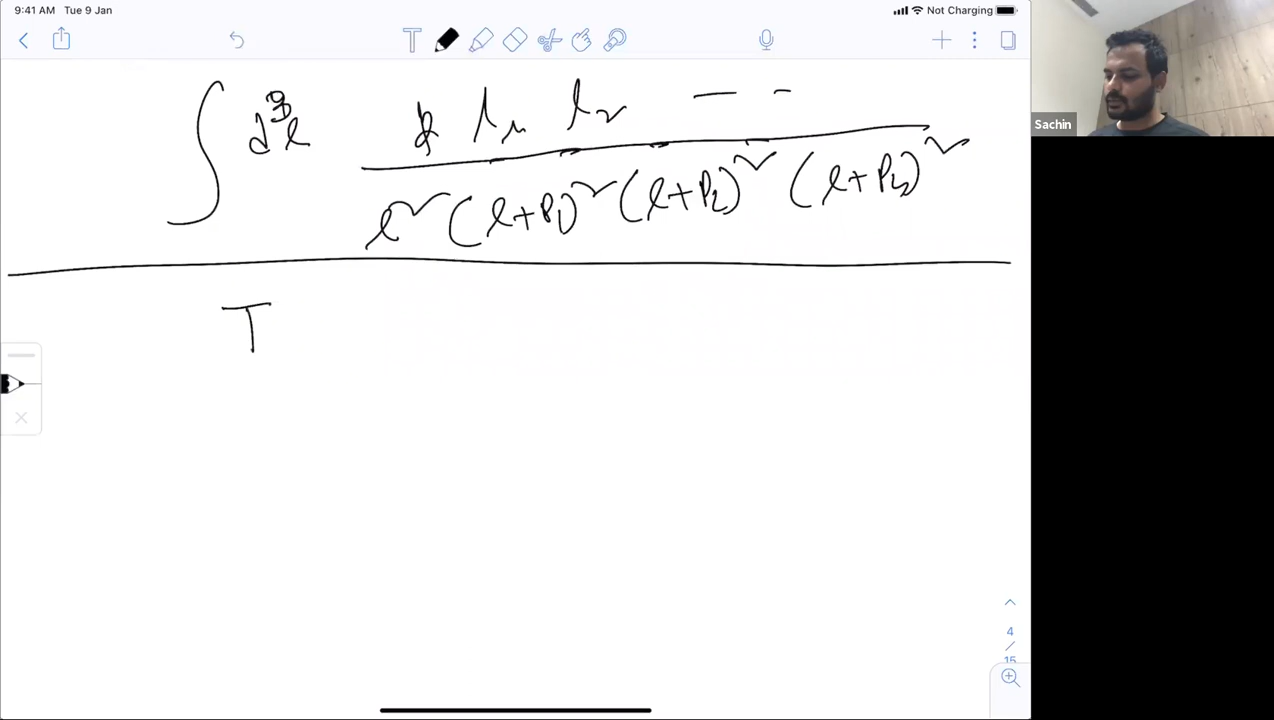 9:41 AM Tue 9 Jan
Not Charging
Sachin
∫ d³ℓ ℓ_μ ℓ_ν — -
ℓ² (ℓ+P₁)² (ℓ+P₂)² (ℓ+P₃)²
T
4
/
15